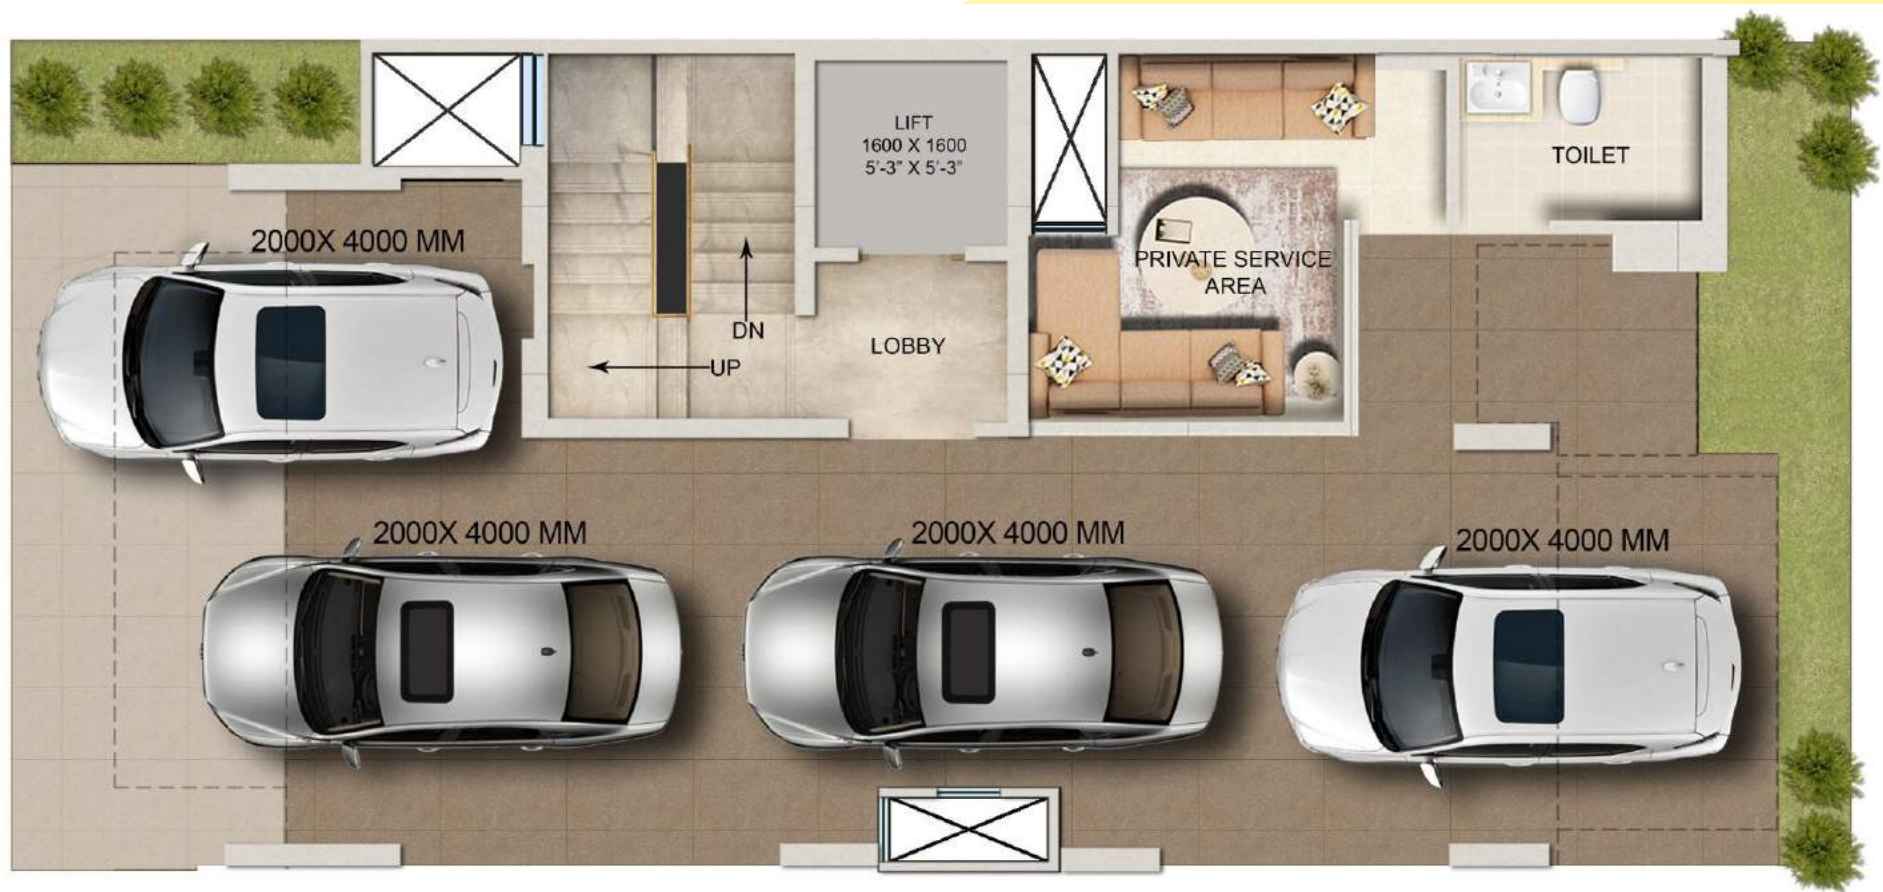 LIFT
1600 X 1600
5'-3" X 5'-3"
TOILET
2000X 4000 MM
PRIVATE SERVICE
AREA
DN
LOBBY
UP
2000X 4000 MM
2000X 4000 MM
2000X 4000 MM